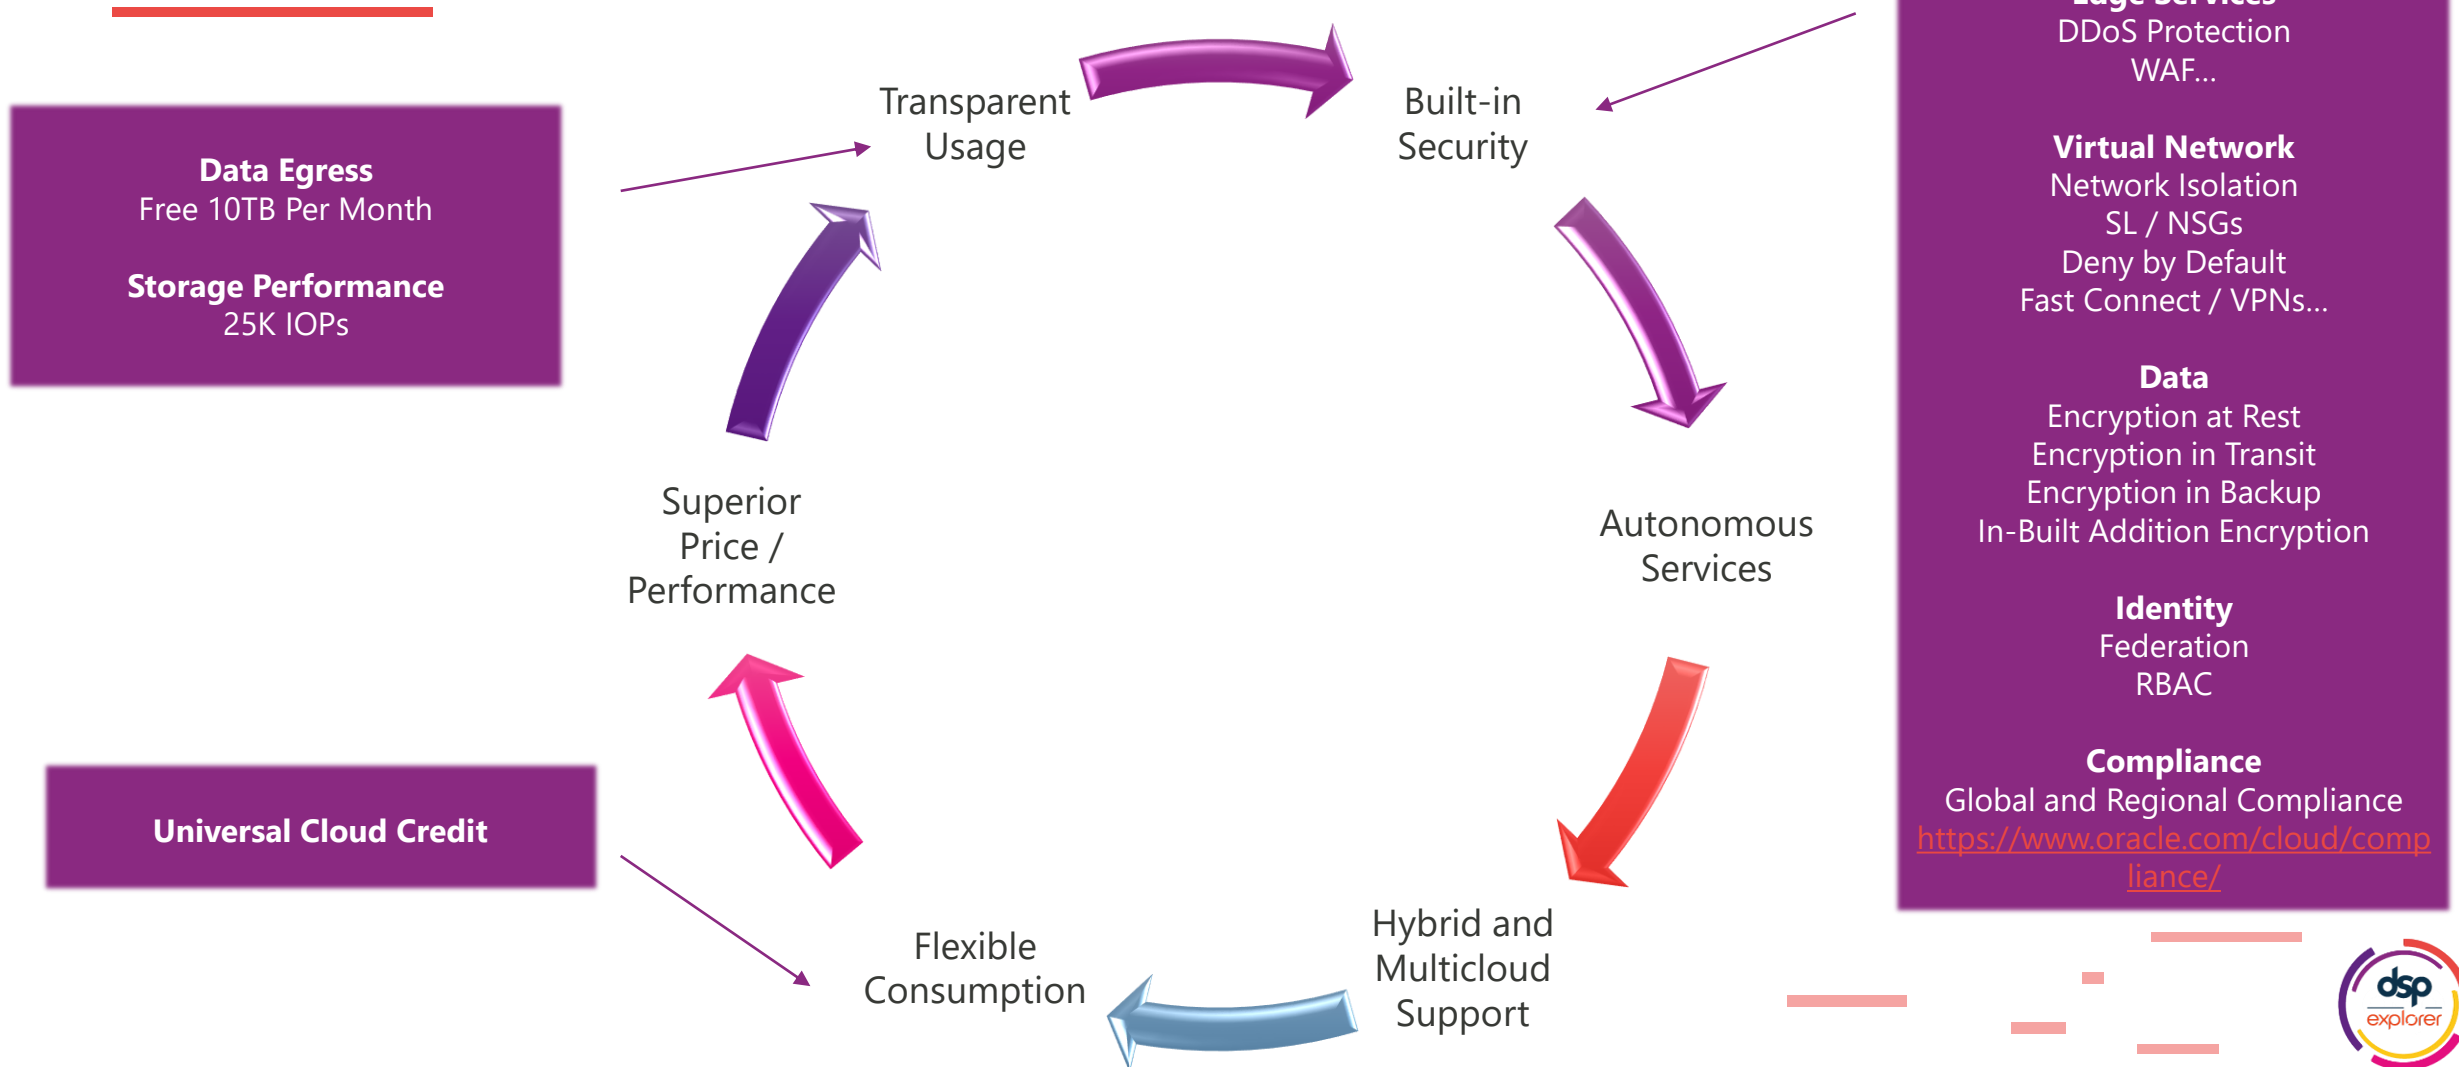 Data Egress
Free 10TB Per Month
Storage Performance
25K IOPs
Universal Cloud Credit
Transparent
Usage
Built-in
Security
Autonomous
Services
Hybrid and
Multicloud
Support
Flexible
Consumption
Superior
Price /
Performance
Edge Services
DDoS Protection
WAF...
Virtual Network
Network Isolation
SL / NSGs
Deny by Default
Fast Connect / VPNs...
Data
Encryption at Rest
Encryption in Transit
Encryption in Backup
In-Built Addition Encryption
Identity
Federation
RBAC
Compliance
Global and Regional Compliance
https://www.oracle.com/cloud/comp
liance/
dsp
explorer